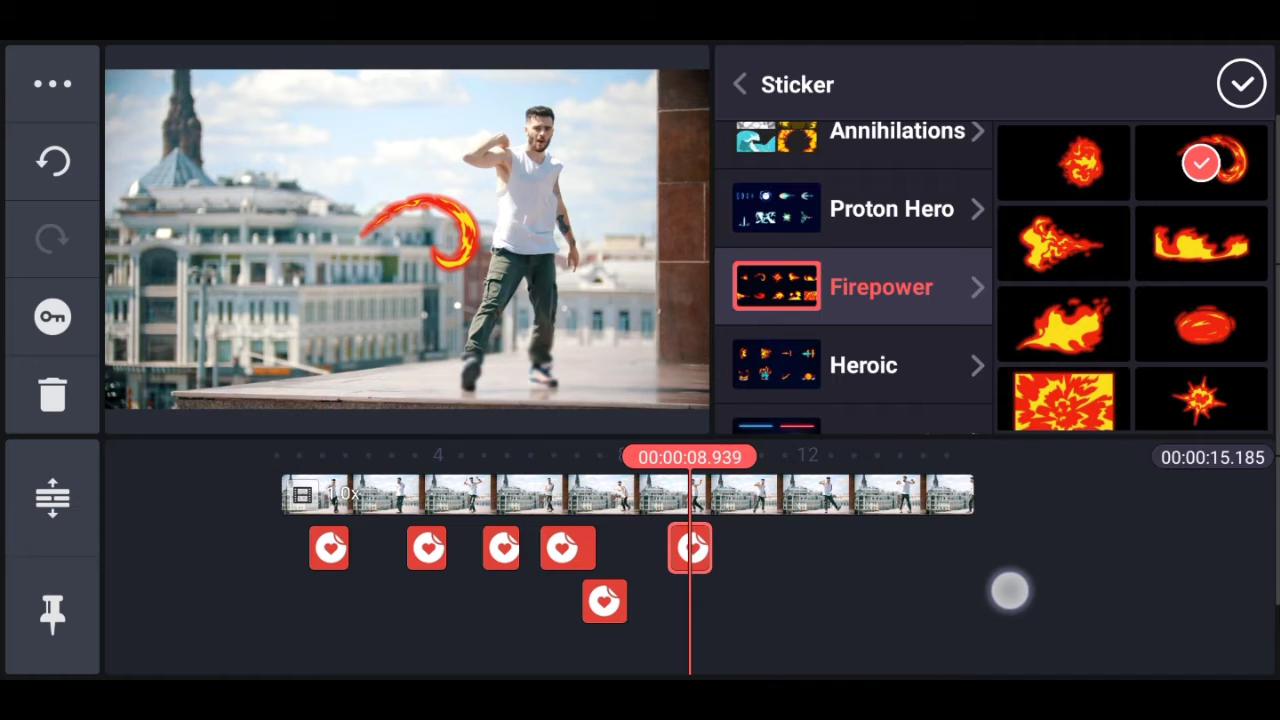 Sticker
Annihilations
Proton Hero
Firepower
Heroic
4
00:00:08.939
12
00:00:15.185
1.0x